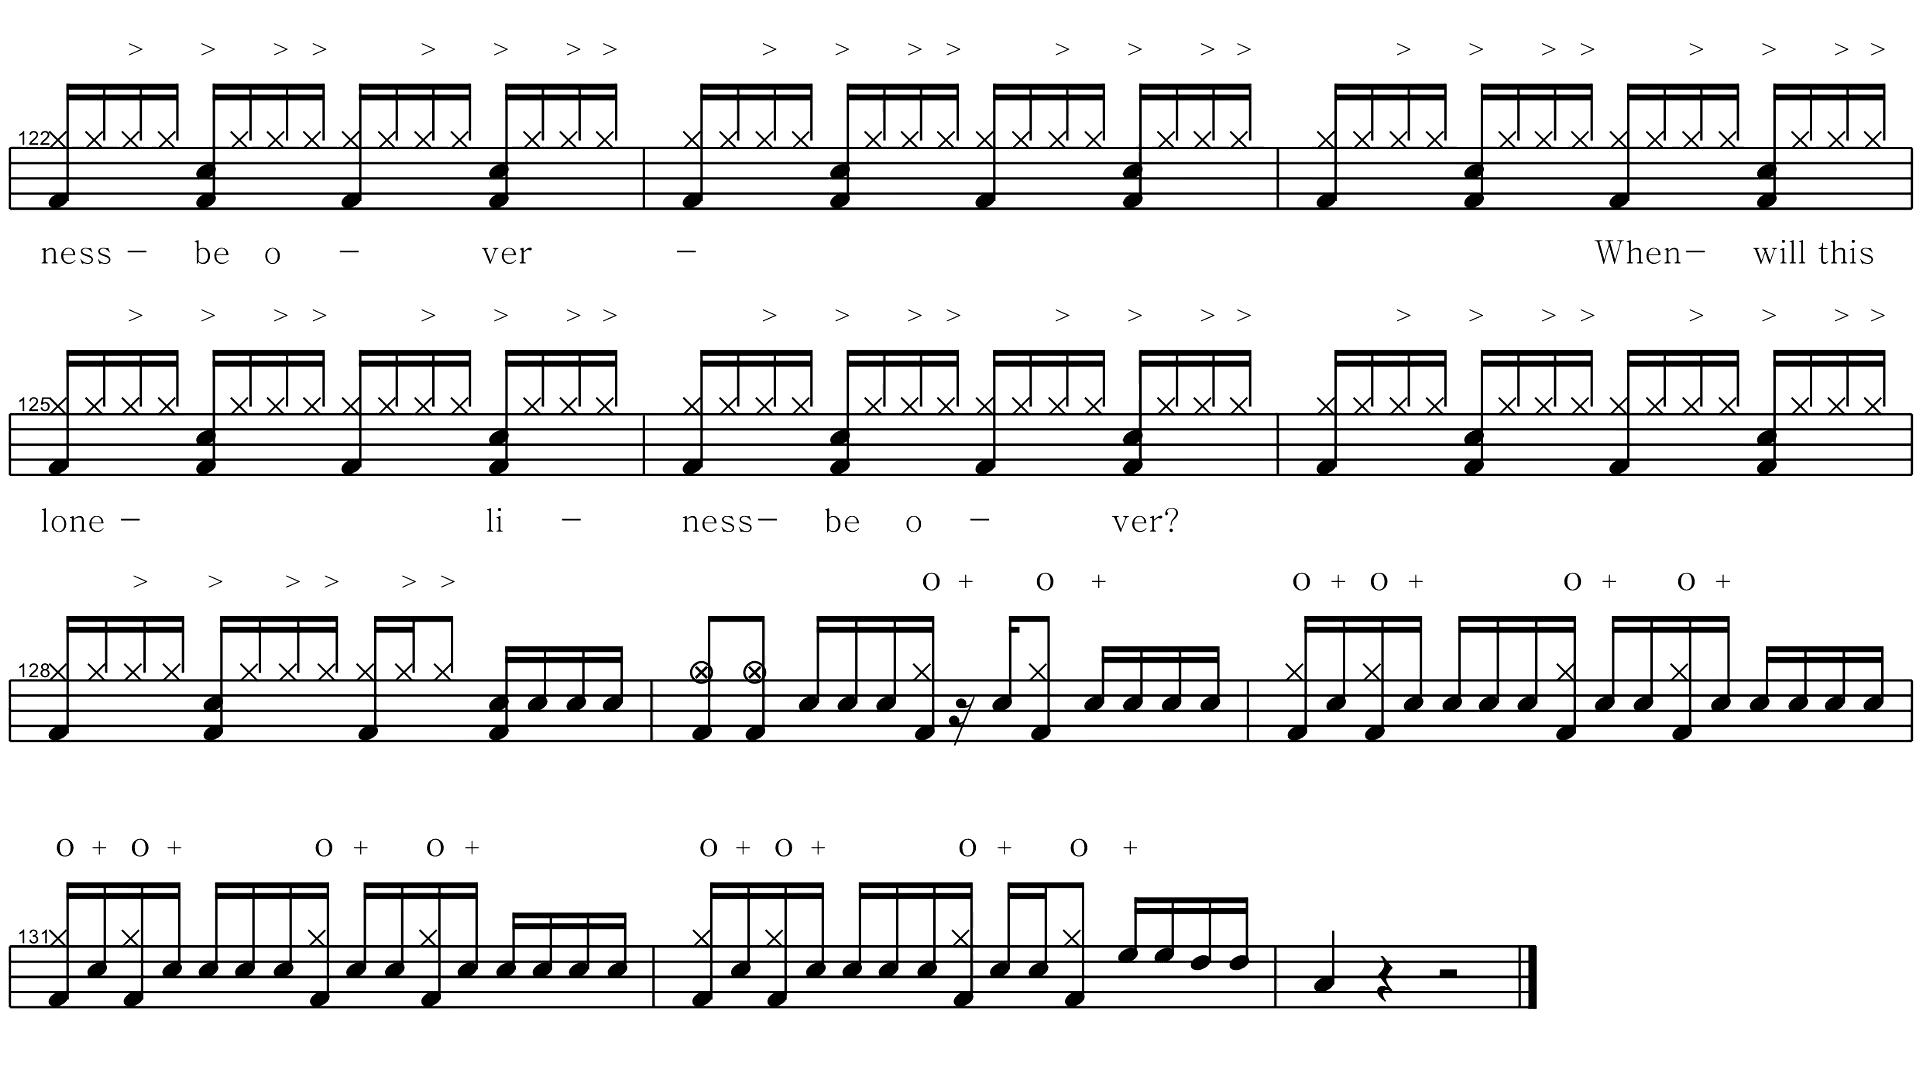 122
ness - be o - ver - When- will this
125
lone - li - ness- be o - ver?
128
O + O + O + O + O + O +
131
O + O + O + O + O + O + O + O +